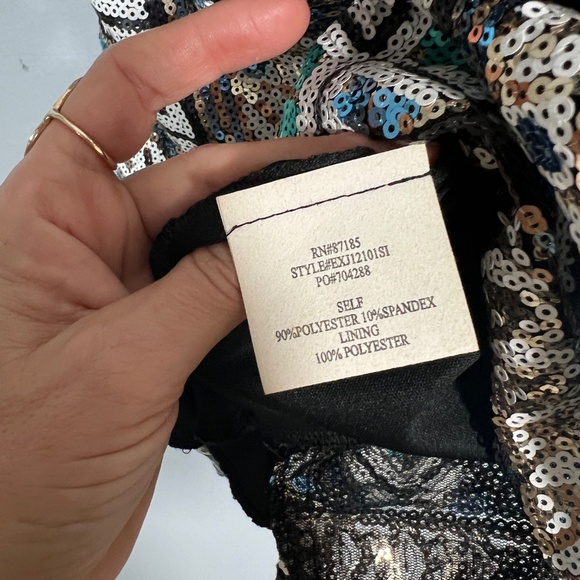 RN#87185
STYLE#EXJ12101SI
PO#704288
SELF
90%POLYESTER 10%SPANDEX
LINING
100% POLYESTER